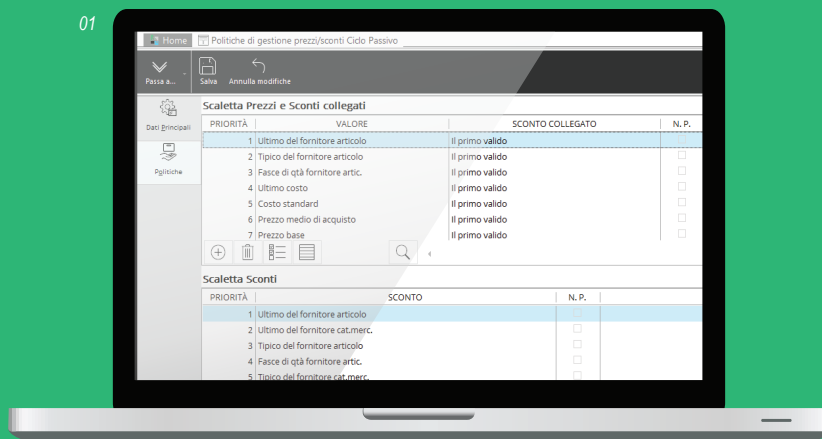 01
Home Politiche di gestione prezzi/sconti Ciclo Passivo
Passa a... Salva Annulla modifiche
Dati Principali
Politiche
Scaletta Prezzi e Sconti collegati
PRIORITÀ VALORE SCONTO COLLEGATO N. P.
1 Ultimo del fornitore articolo Il primo valido
2 Tipico del fornitore articolo Il primo valido
3 Fasce di qtà fornitore artic. Il primo valido
4 Ultimo costo Il primo valido
5 Costo standard Il primo valido
6 Prezzo medio di acquisto Il primo valido
7 Prezzo base Il primo valido
Scaletta Sconti
PRIORITÀ SCONTO N. P.
1 Ultimo del fornitore articolo
2 Ultimo del fornitore cat.merc.
3 Tipico del fornitore articolo
4 Fasce di qtà fornitore artic.
5 Tipico del fornitore cat.merc.